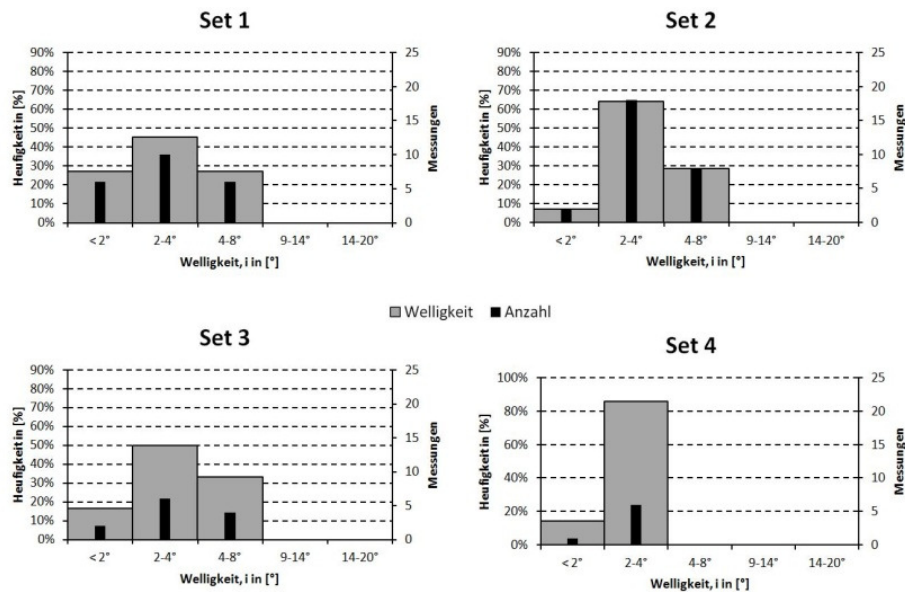 Set 1
Set 2
90%
80%
70%
60%
50%
40%
30%
20%
10%
0%
Heufigkeit in [%]
25
20
15
10
5
0
Messungen
< 2° 2-4° 4-8° 9-14° 14-20°
Welligkeit, i in [°]
90%
80%
70%
60%
50%
40%
30%
20%
10%
0%
Heufigkeit in [%]
25
20
15
10
5
0
Messungen
< 2° 2-4° 4-8° 9-14° 14-20°
Welligkeit, i in [°]
Welligkeit Anzahl
Set 3
Set 4
90%
80%
70%
60%
50%
40%
30%
20%
10%
0%
Heufigkeit in [%]
25
20
15
10
5
0
Messungen
< 2° 2-4° 4-8° 9-14° 14-20°
Welligkeit, i in [°]
100%
80%
60%
40%
20%
0%
Heufigkeit in [%]
25
20
15
10
5
0
Messungen
< 2° 2-4° 4-8° 9-14° 14-20°
Welligkeit, i in [°]